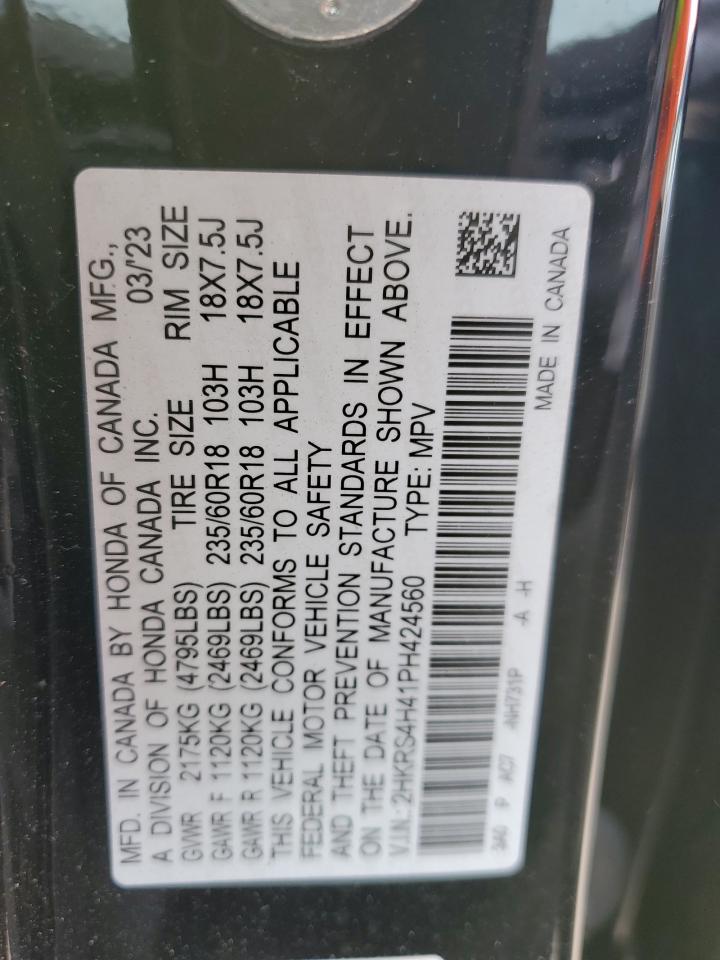 MFD. IN CANADA BY HONDA OF CANADA MFG.,
A DIVISION OF HONDA CANADA INC. 03/'23
GVWR 2175KG (4795LBS) TIRE SIZE RIM SIZE
GAWR F 1120KG (2469LBS) 235/60R18 103H 18X7.5J
GAWR R 1120KG (2469LBS) 235/60R18 103H 18X7.5J
THIS VEHICLE CONFORMS TO ALL APPLICABLE
FEDERAL MOTOR VEHICLE SAFETY
AND THEFT PREVENTION STANDARDS IN EFFECT
ON THE DATE OF MANUFACTURE SHOWN ABOVE.
V.I.N.: 2HKRS4H41PH424560 TYPE: MPV
3A0 P AC7 -NH731P -A -H
MADE IN CANADA